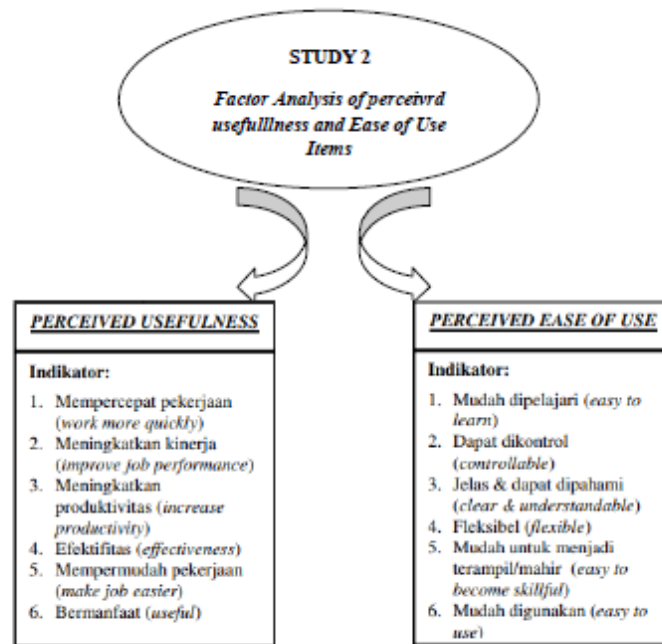 STUDY 2
Factor Analysis of perceivrd
usefulllness and Ease of Use
Items
PERCEIVED USEFULNESS
Indikator:
1. Mempercepat pekerjaan
(work more quickly)
2. Meningkatkan kinerja
(improve job performance)
3. Meningkatkan
produktivitas (increase
productivity)
4. Efektifitas (effectiveness)
5. Mempermudah pekerjaan
(make job easier)
6. Bermanfaat (useful)
PERCEIVED EASE OF USE
Indikator:
1. Mudah dipelajari (easy to
learn)
2. Dapat dikontrol
(controllable)
3. Jelas & dapat dipahami
(clear & understandable)
4. Fleksibel (flexible)
5. Mudah untuk menjadi
terampil/mahir (easy to
become skillful)
6. Mudah digunakan (easy to
use)